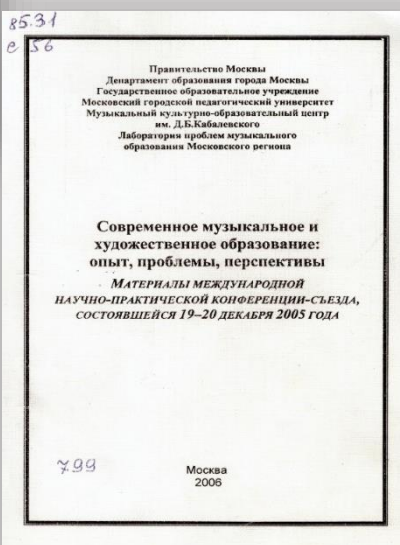 85.31
С 56
Правительство Москвы
Департамент образования города Москвы
Государственное образовательное учреждение
Московский городской педагогический университет
Музыкальный культурно-образовательный центр
им. Д.Б.Кабалевского
Лаборатория проблем музыкального
образования Московского региона
Современное музыкальное и
художественное образование:
опыт, проблемы, перспективы
Материалы международной
научно-практической конференции-съезда,
состоявшейся 19–20 декабря 2005 года
799
Москва
2006